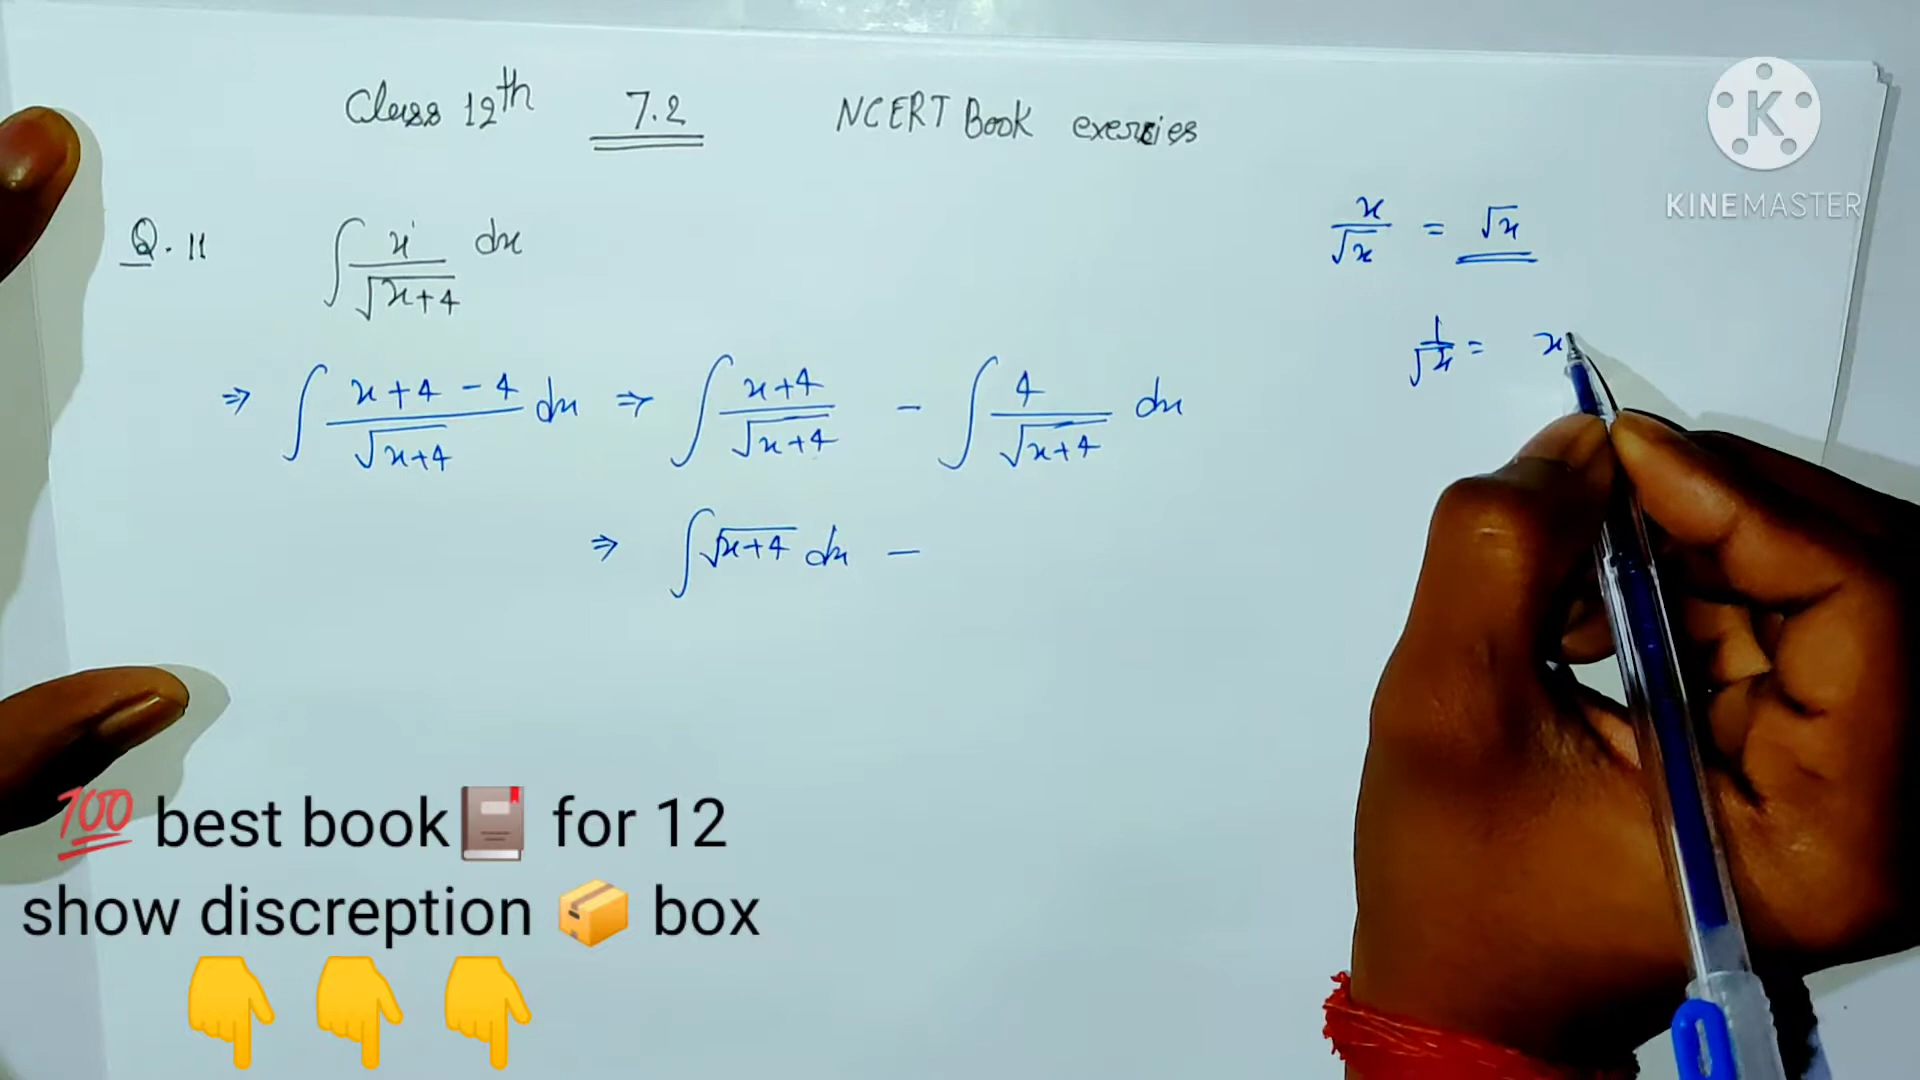 Class 12th 7.2 NCERT Book exercies
K
KINEMASTER
Q. 11 ∫ x/√(x+4) dx
x/√x = √x
1/√x = x
⇒ ∫ (x+4-4)/√(x+4) dx ⇒ ∫ (x+4)/√(x+4) - ∫ 4/√(x+4) dx
⇒ ∫ √(x+4) dx -
💯 best book📕 for 12
show discreption 📦 box
👇👇👇